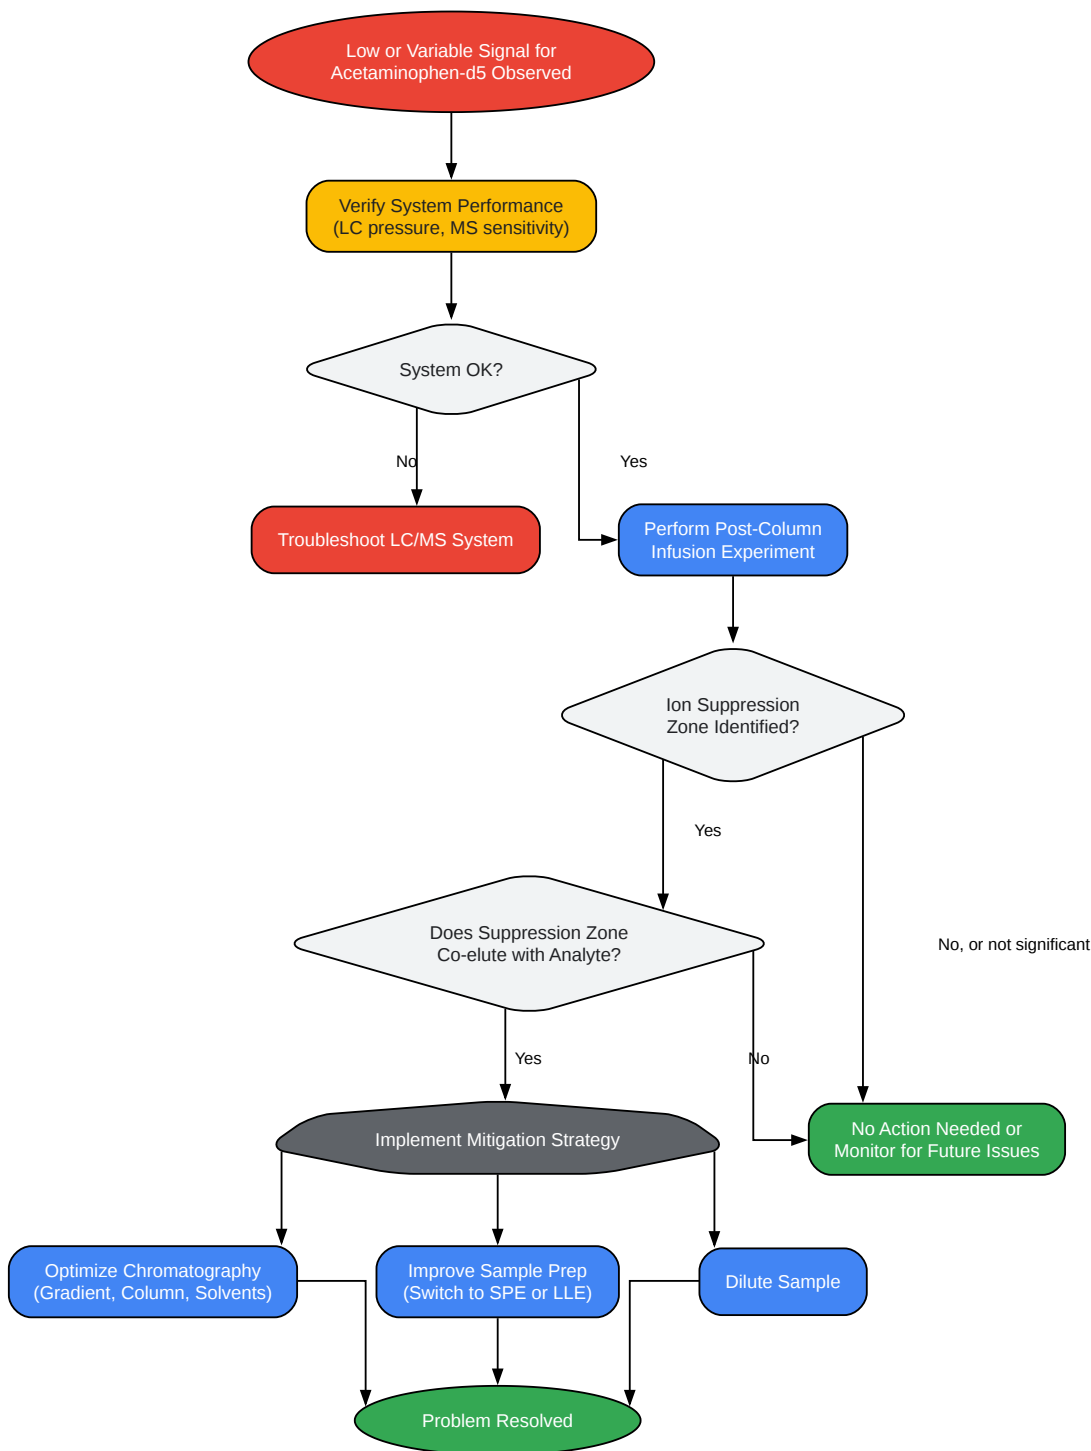 Low or Variable Signal for
Acetaminophen-d5 Observed
Verify System Performance
(LC pressure, MS sensitivity)
System OK?
No
Yes
Troubleshoot LC/MS System
Perform Post-Column
Infusion Experiment
Ion Suppression
Zone Identified?
Yes
Does Suppression Zone
Co-elute with Analyte?
No, or not significant
Yes
No
Implement Mitigation Strategy
No Action Needed or
Monitor for Future Issues
Optimize Chromatography
(Gradient, Column, Solvents)
Improve Sample Prep
(Switch to SPE or LLE)
Dilute Sample
Problem Resolved